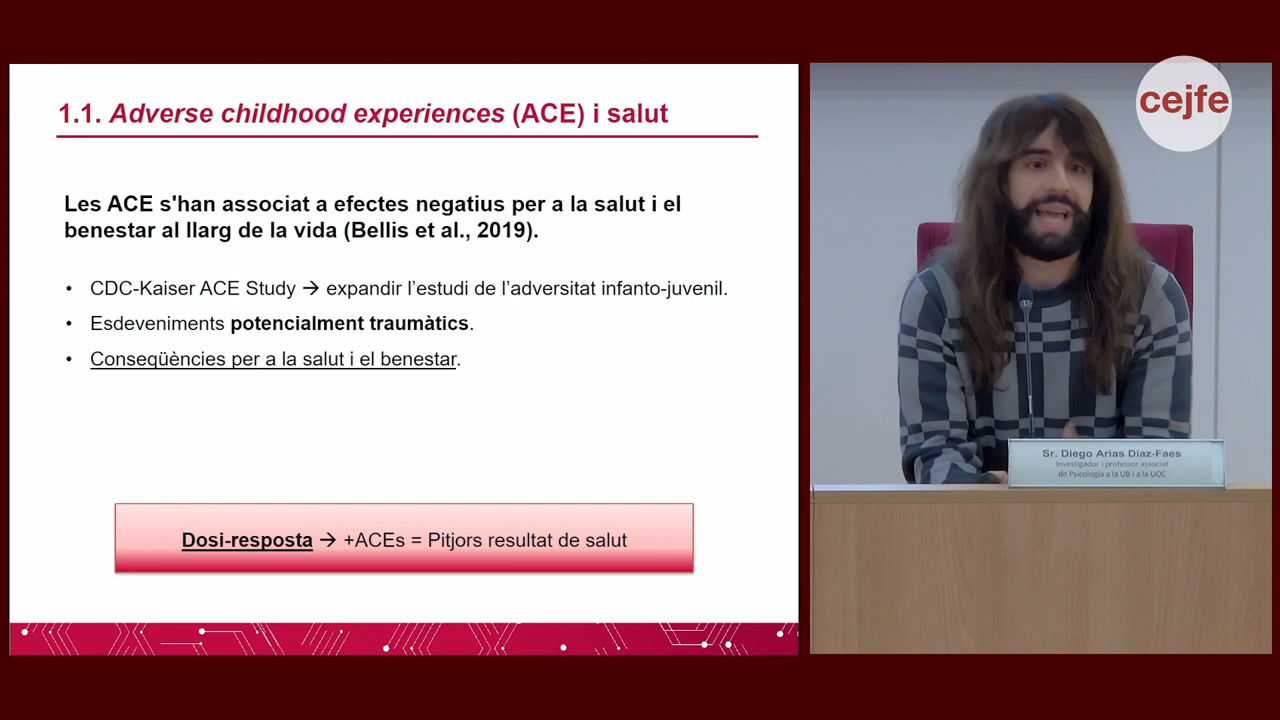 1.1. Adverse childhood experiences (ACE) i salut
Les ACE s'han associat a efectes negatius per a la salut i el
benestar al llarg de la vida (Bellis et al., 2019).
• CDC-Kaiser ACE Study → expandir l'estudi de l'adversitat infanto-juvenil.
• Esdeveniments potencialment traumàtics.
• Conseqüències per a la salut i el benestar.
Dosi-resposta → +ACEs = Pitjors resultat de salut
cejfe
Sr. Diego Arias Díaz-Faes
Investigador i professor associat
de Psicologia a la UB i a la UOC